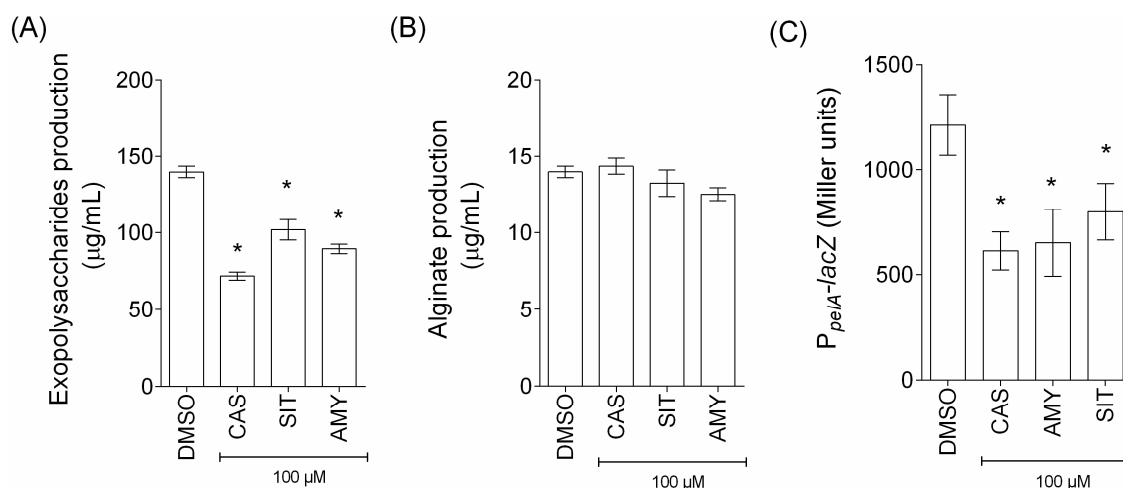 (A)
Exopolysaccharides production
(µg/mL)
200
150
100
50
0
*
*
*
DMSO
CAS
SIT
AMY
100 µM
(B)
Alginate production
(µg/mL)
20
15
10
5
0
DMSO
CAS
SIT
AMY
100 µM
(C)
PpelA-lacZ (Miller units)
1500
1000
500
0
*
*
*
DMSO
CAS
AMY
SIT
100 µM